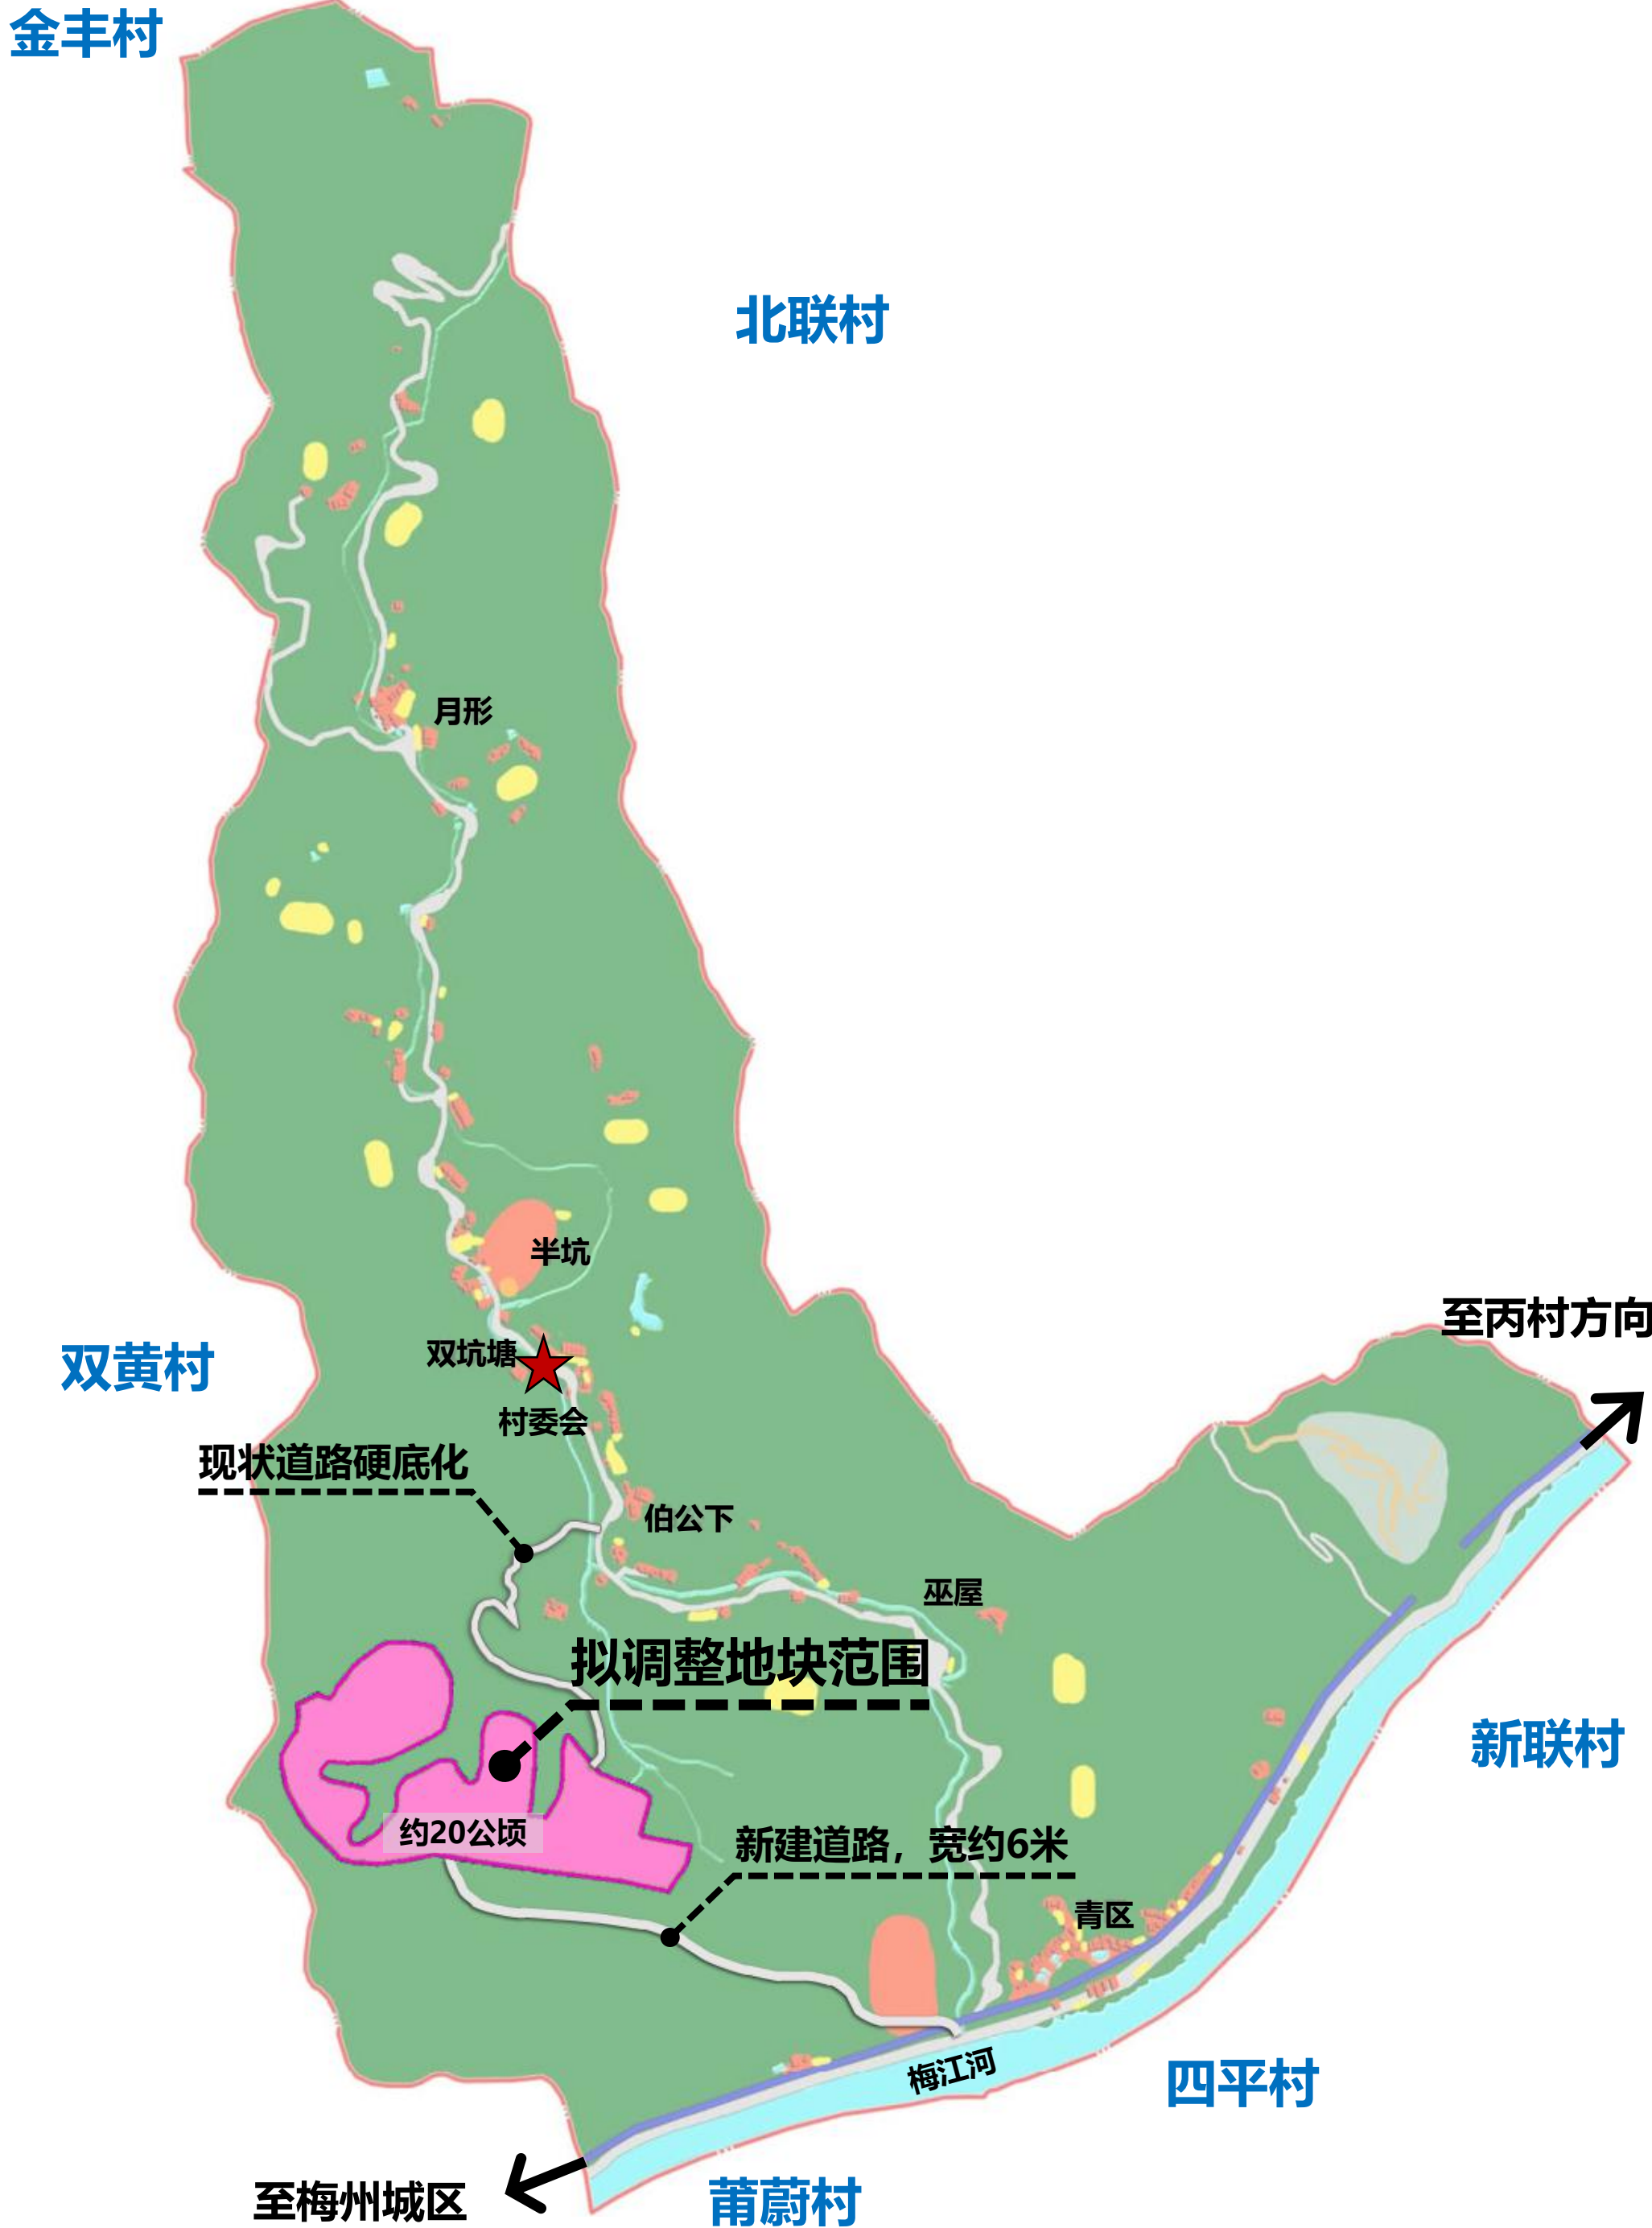 金丰村
北联村
月形
半坑
至丙村方向
双坑塘
双黄村
村委会
现状道路硬底化
伯公下
巫屋
拟调整地块范围
新联村
约20公顷
新建道路，宽约6米
青区
梅江河
四平村
至梅州城区
莆蔚村